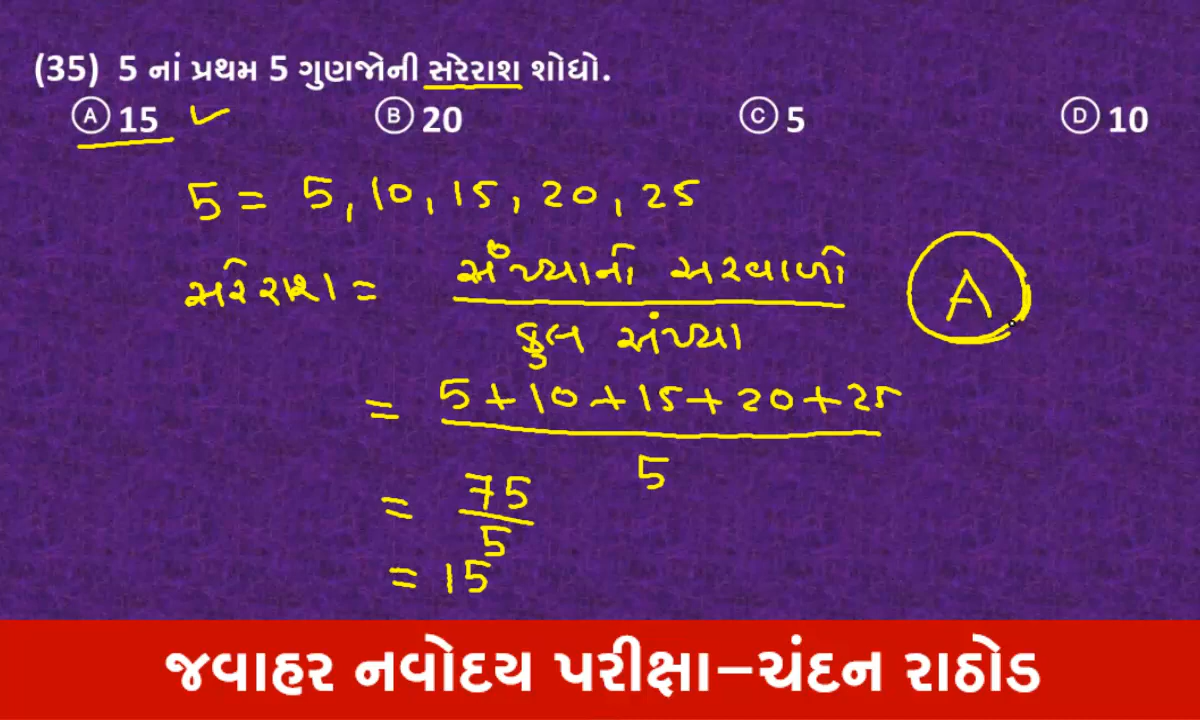 (35) 5 નાં પ્રથમ 5 ગુણજોની સરેરાશ શોધો.
A 15 B 20 C 5 D 10
5 = 5, 10, 15, 20, 25
સરેરાશ = સંખ્યાની સરવાળો
A
કુલ સંખ્યા
= 5+10+15+20+25
5
= 75
5
= 15
જવાહર નવોદય પરીક્ષા–ચંદન રાઠોડ